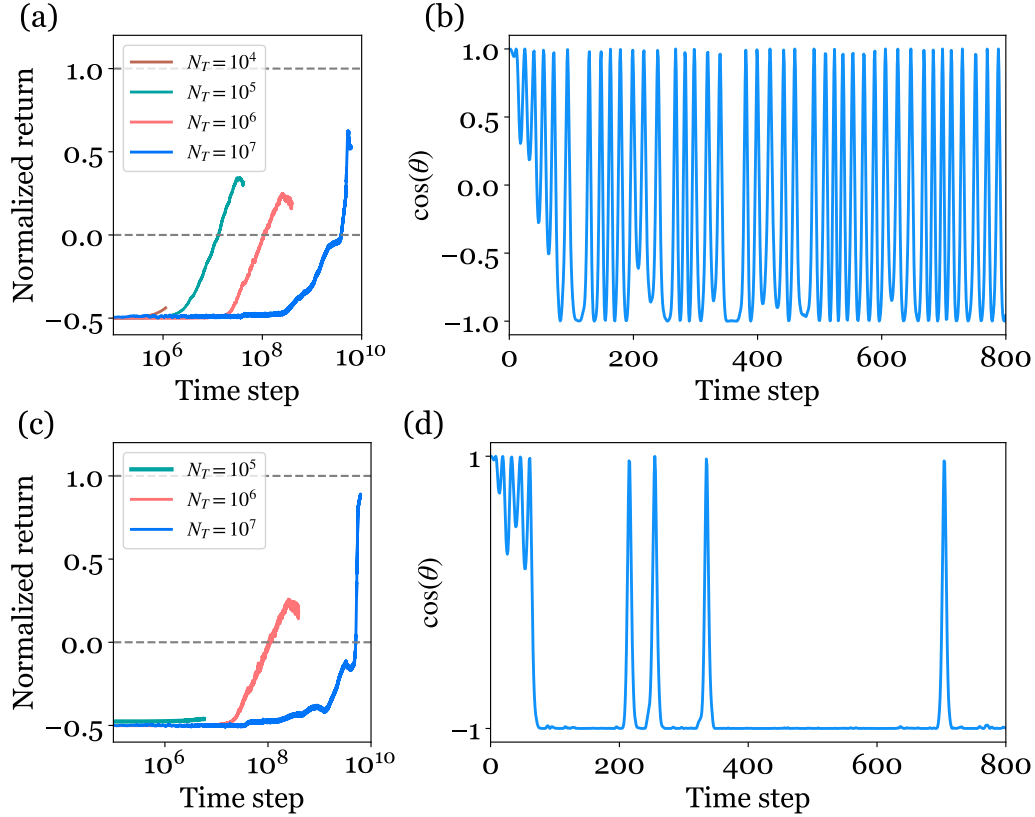 (a)
Normalized return
1.0
0.5
0.0
−0.5
N_T = 10^4
N_T = 10^5
N_T = 10^6
N_T = 10^7
10^6
10^8
10^10
Time step
(b)
cos(θ)
1.0
0.5
0.0
−0.5
−1.0
0
200
400
600
800
Time step
(c)
Normalized return
1.0
0.5
0.0
−0.5
N_T = 10^5
N_T = 10^6
N_T = 10^7
10^6
10^8
10^10
Time step
(d)
cos(θ)
1
−1
0
200
400
600
800
Time step